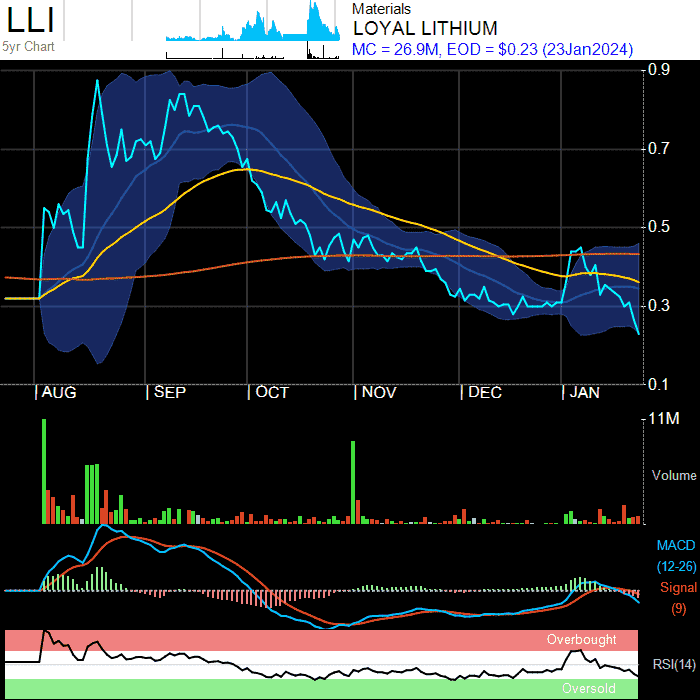 LLI
5yr Chart
Materials
LOYAL LITHIUM
MC = 26.9M, EOD = $0.23 (23Jan2024)
0.9
0.7
0.5
0.3
0.1
AUG SEP OCT NOV DEC JAN
11M
Volume
MACD
(12-26)
Signal
(9)
Overbought
RSI(14)
Oversold